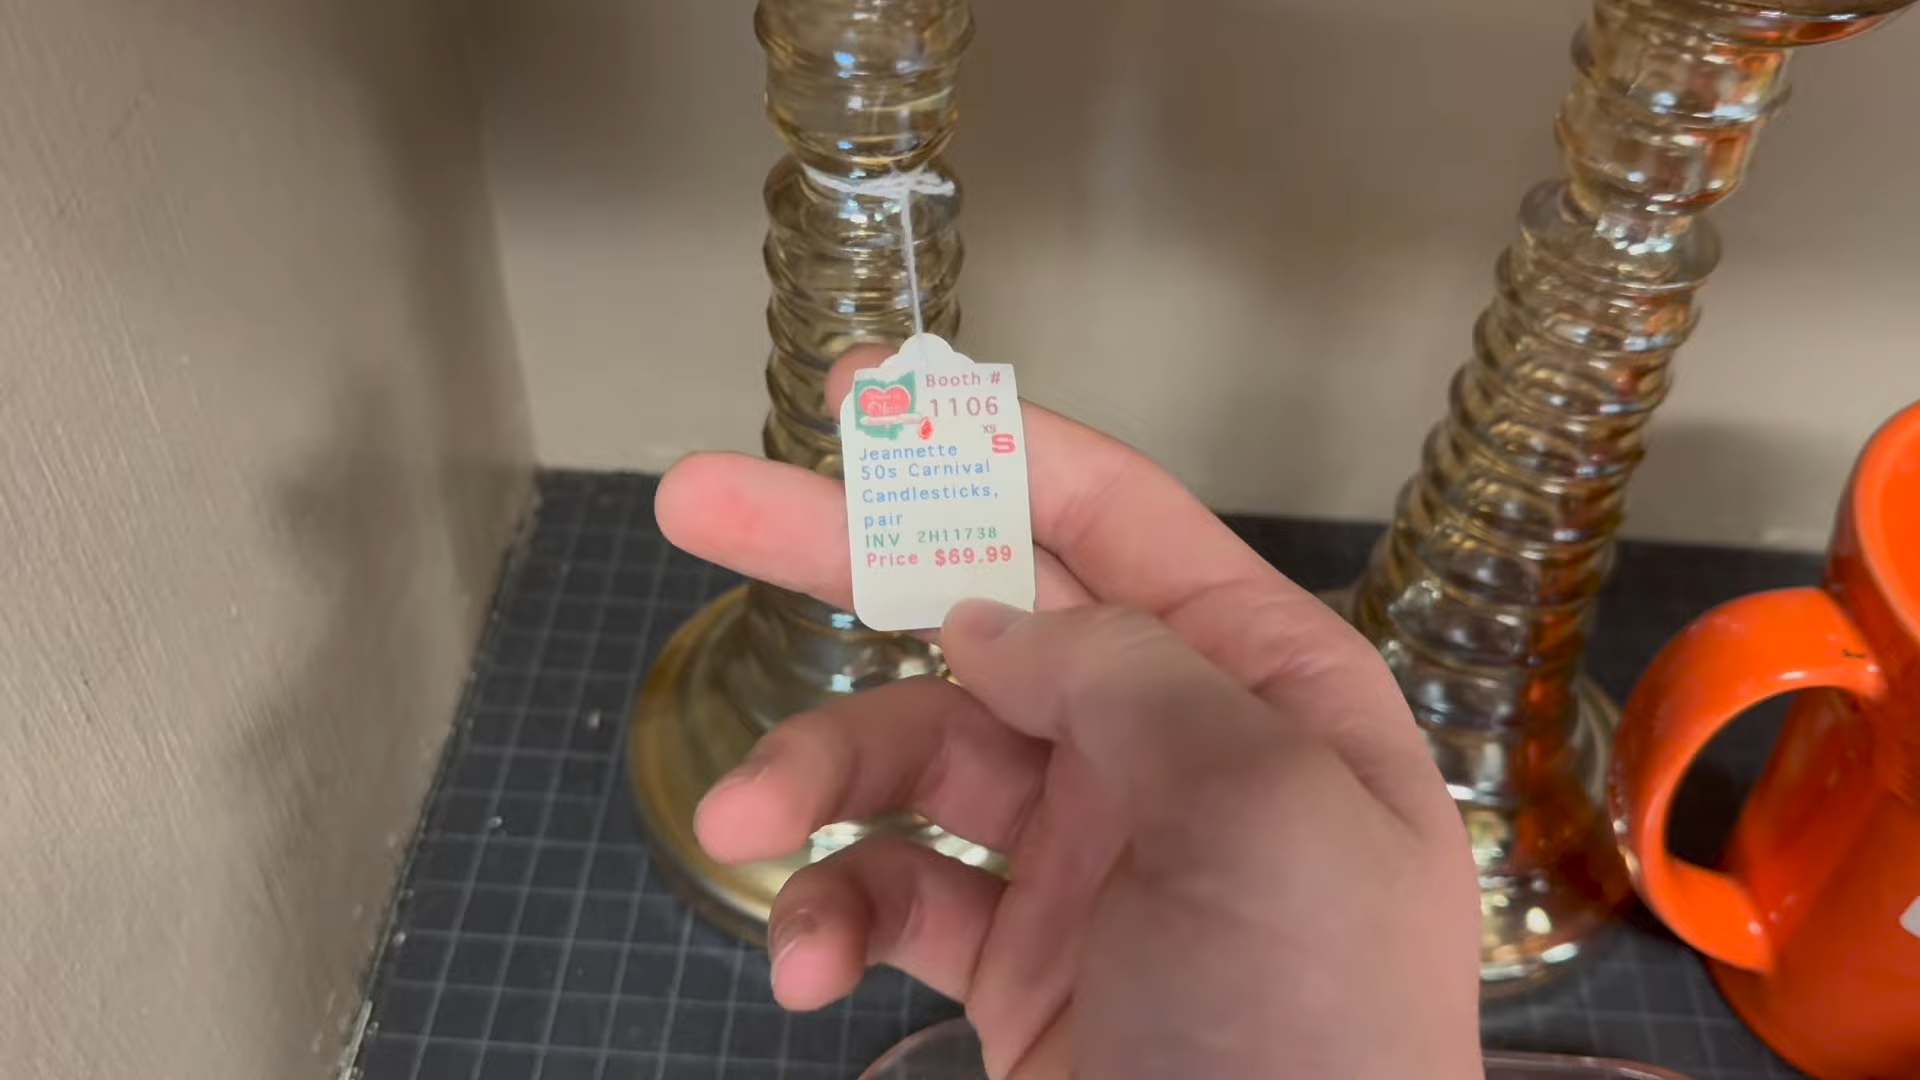 Booth #
1106
xs
S
Jeannette
50s Carnival
Candlesticks,
pair
INV 2H11738
Price $69.99